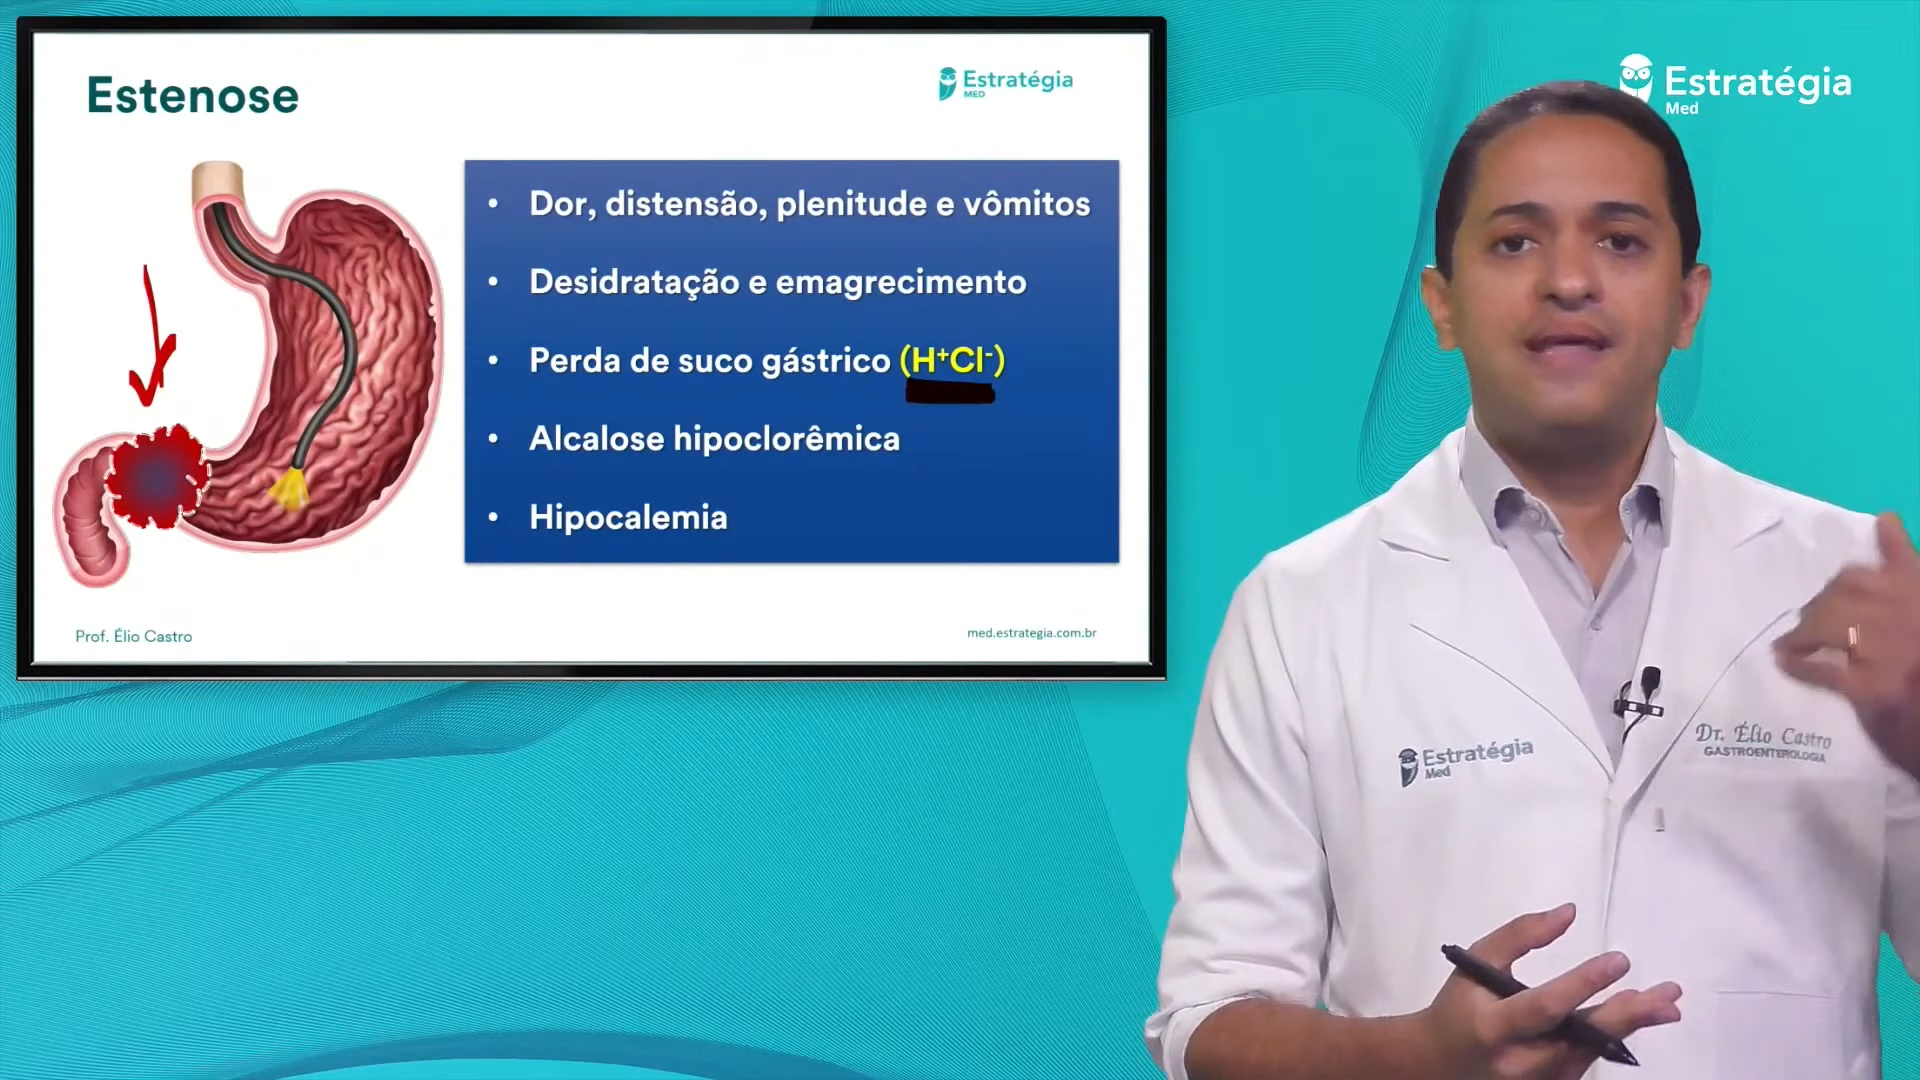 Estenose
Estratégia
MED
• Dor, distensão, plenitude e vômitos
• Desidratação e emagrecimento
• Perda de suco gástrico (H⁺Cl⁻)
• Alcalose hipoclorêmica
• Hipocalemia
Prof. Élio Castro
med.estrategia.com.br
Estratégia
Med
Estratégia
Med
Dr. Élio Castro
GASTROENTEROLOGIA